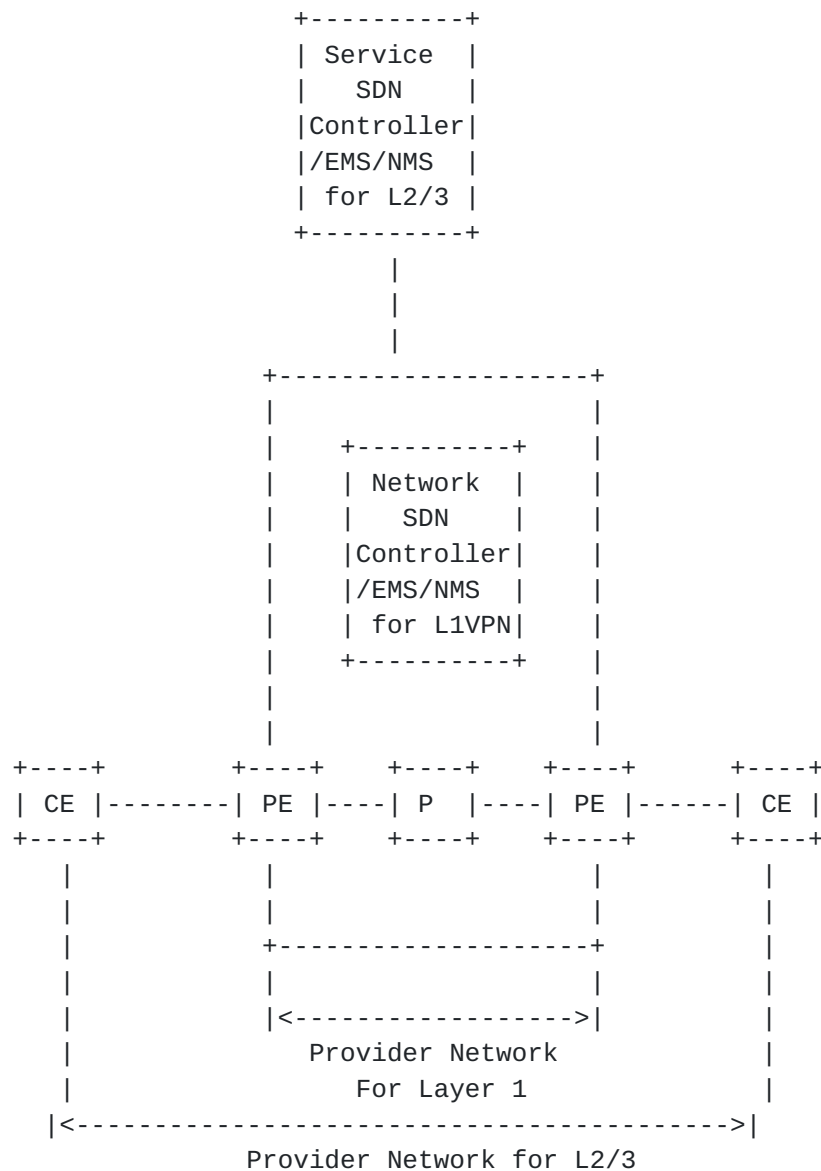 Service
SDN
Controller
/EMS/NMS
for L2/3
Network
SDN
Controller
/EMS/NMS
for L1VPN
CE PE P PE CE
Provider Network
For Layer 1
Provider Network for L2/3